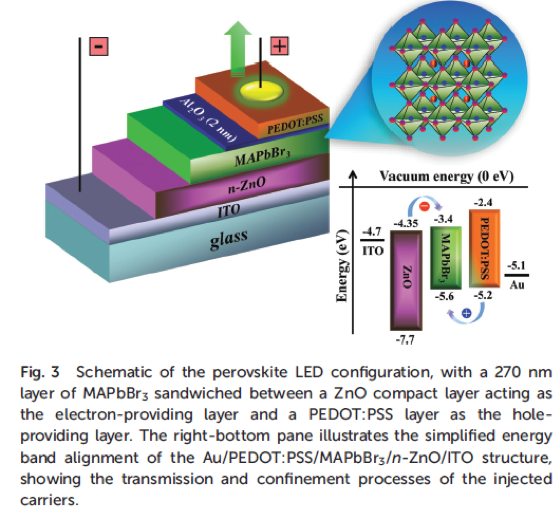 -
+
Al2O3 (2 nm)
PEDOT:PSS
MAPbBr3
n-ZnO
ITO
glass
Vacuum energy (0 eV)
Energy (eV)
-4.7
ITO
-4.35
ZnO
-7.7
-
-3.4
MAPbBr3
-5.6
-2.4
PEDOT:PSS
-5.2
+
-5.1
Au
Fig. 3 Schematic of the perovskite LED configuration, with a 270 nm
layer of MAPbBr3 sandwiched between a ZnO compact layer acting as
the electron-providing layer and a PEDOT:PSS layer as the hole-
providing layer. The right-bottom pane illustrates the simplified energy
band alignment of the Au/PEDOT:PSS/MAPbBr3/n-ZnO/ITO structure,
showing the transmission and confinement processes of the injected
carriers.